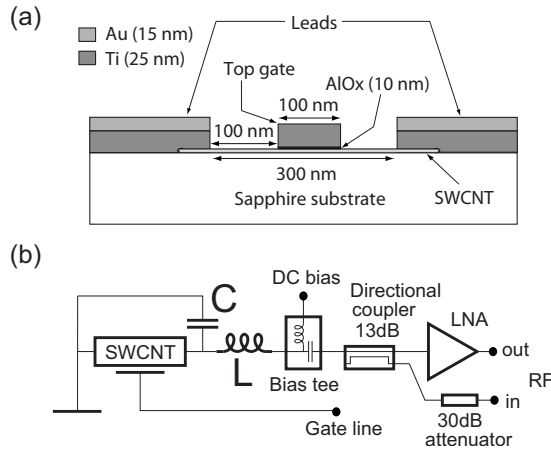 (a)
Au (15 nm)
Ti (25 nm)
Leads
Top gate
AlOx (10 nm)
100 nm
100 nm
300 nm
Sapphire substrate
SWCNT
(b)
DC bias
Directional
coupler
13dB
LNA
C
SWCNT
L
Bias tee
out
RF
in
30dB
attenuator
Gate line